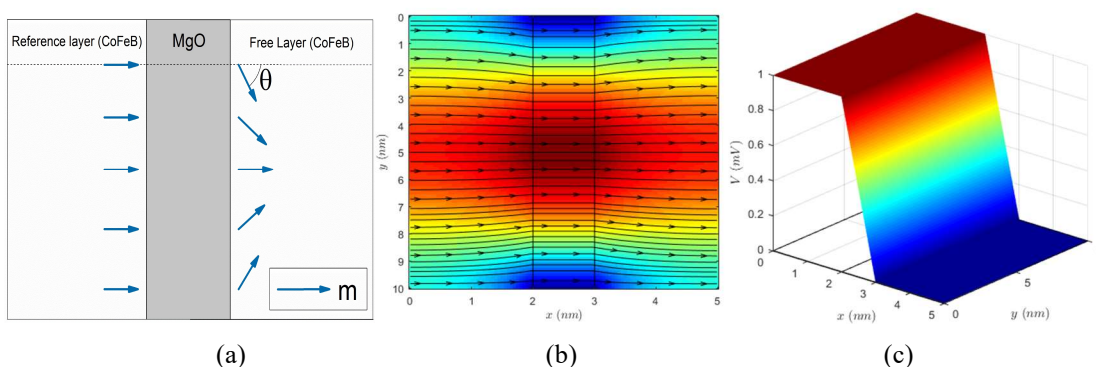 Reference layer (CoFeB) MgO Free Layer (CoFeB)
θ
m
0
1
2
3
4
5
6
7
8
9
10
y (nm)
0 1 2 3 4 5
x (nm)
1
0.8
0.6
0.4
0.2
0
V (mV)
0
1
2
3
4
5
x (nm)
0
5
y (nm)
(a) (b) (c)